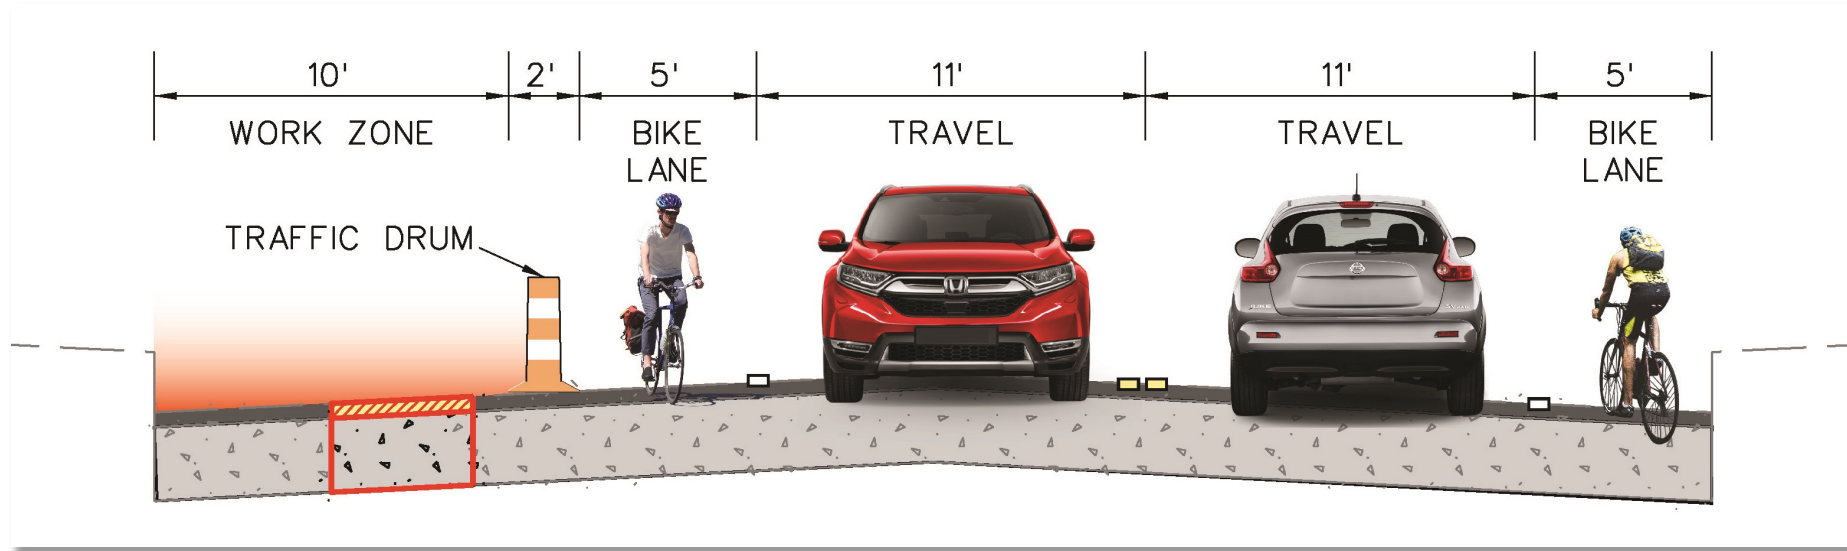 10' 2' 5' 11' 11' 5'
WORK ZONE BIKE LANE TRAVEL TRAVEL BIKE LANE
TRAFFIC DRUM